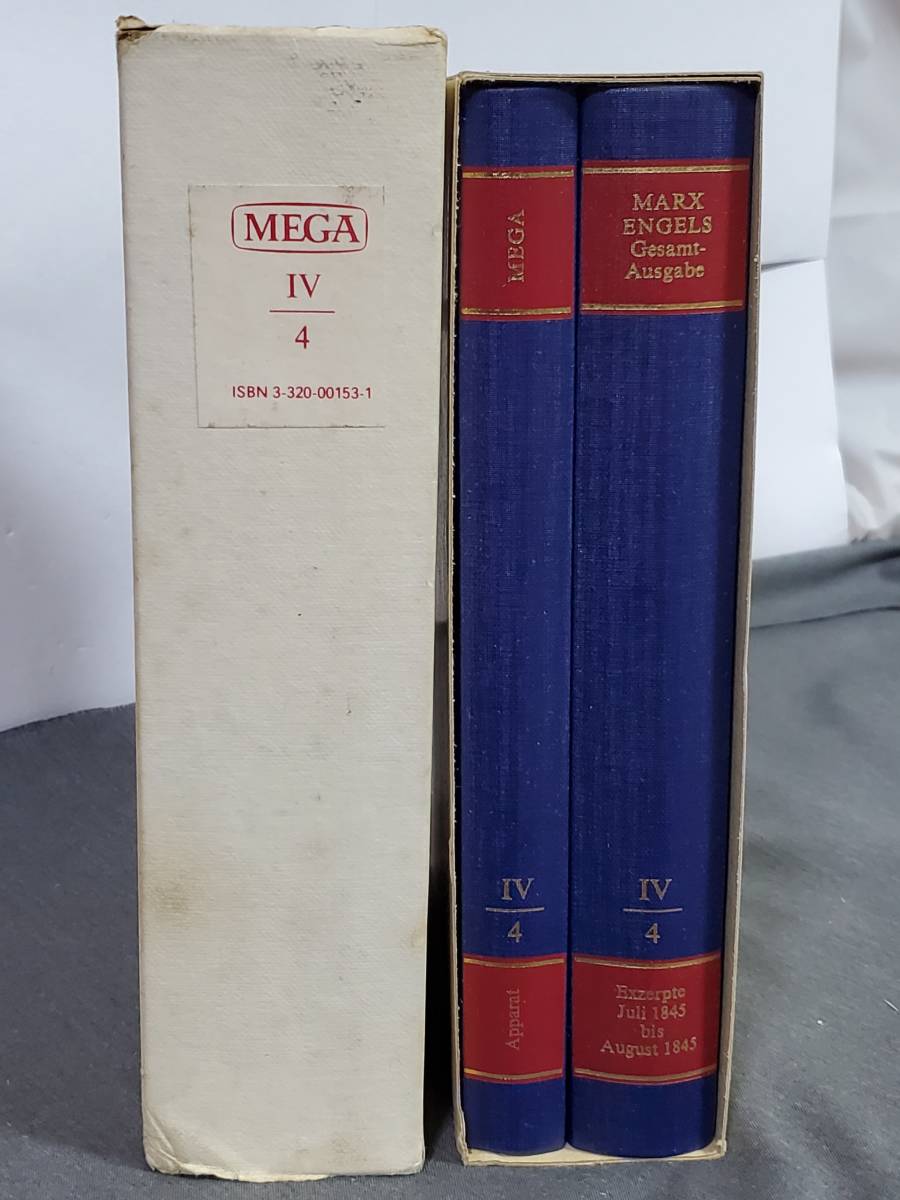 MEGA
IV
4
ISBN 3-320-00153-1
MEGA
IV
4
Apparat
MARX
ENGELS
Gesamt-
Ausgabe
IV
4
Exzerpte
Juli 1845
bis
August 1845